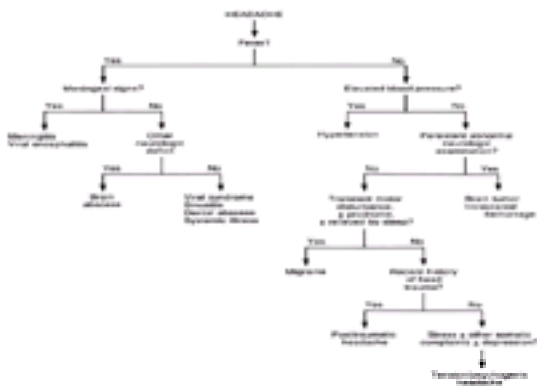 HEADACHE
Fever?
Yes
No
Meningeal signs?
Elevated blood pressure?
Yes
No
Yes
No
Meningitis
Viral encephalitis
Other
neurologic
deficit
Hypertension
Persistent abnormal
neurologic
examination?
Yes
No
No
Yes
Brain
abscess
Viral syndrome
Sinusitis
Dental abscess
Systemic illness
Transient motor
disturbance,
± prodrome,
± relieved by sleep?
Brain tumor
Intracranial
hemorrhage
Yes
No
Migraine
Recent history
of head
trauma?
Yes
No
Posttraumatic
headache
Stress ± other somatic
complaints ± depression?
Tension/psychogenic
headache